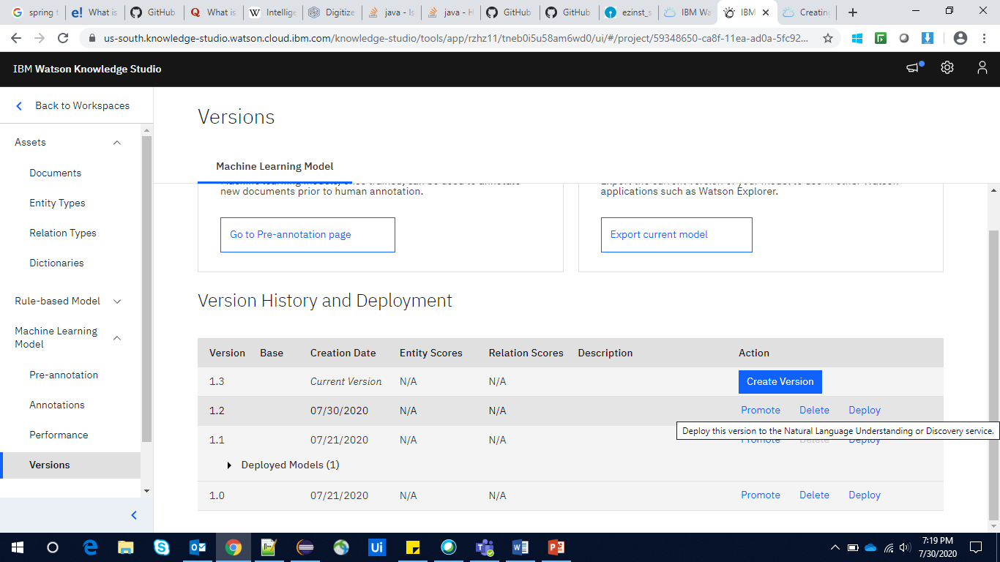 spring t
What is
GitHub
What is
Intellige
Digitize
java - Is
java - H
GitHub
GitHub
ezinst_s
IBM Wa
IBM
Creating
us-south.knowledge-studio.watson.cloud.ibm.com/knowledge-studio/tools/app/rzhz11/tneb0i5u58am6wd0/ui/#/project/59348650-ca8f-11ea-ad0a-5fc92...
IBM Watson Knowledge Studio
Back to Workspaces
Assets
Documents
Entity Types
Relation Types
Dictionaries
Rule-based Model
Machine Learning
Model
Pre-annotation
Annotations
Performance
Versions
Versions
Machine Learning Model
new documents prior to human annotation.
Go to Pre-annotation page
applications such as Watson Explorer.
Export current model
Version History and Deployment
Version Base Creation Date Entity Scores Relation Scores Description Action
1.3 Current Version N/A N/A Create Version
1.2 07/30/2020 N/A N/A Promote Delete Deploy
Deploy this version to the Natural Language Understanding or Discovery service.
1.1 07/21/2020 N/A N/A Promote Delete Deploy
Deployed Models (1)
1.0 07/21/2020 N/A N/A Promote Delete Deploy
7:19 PM
7/30/2020